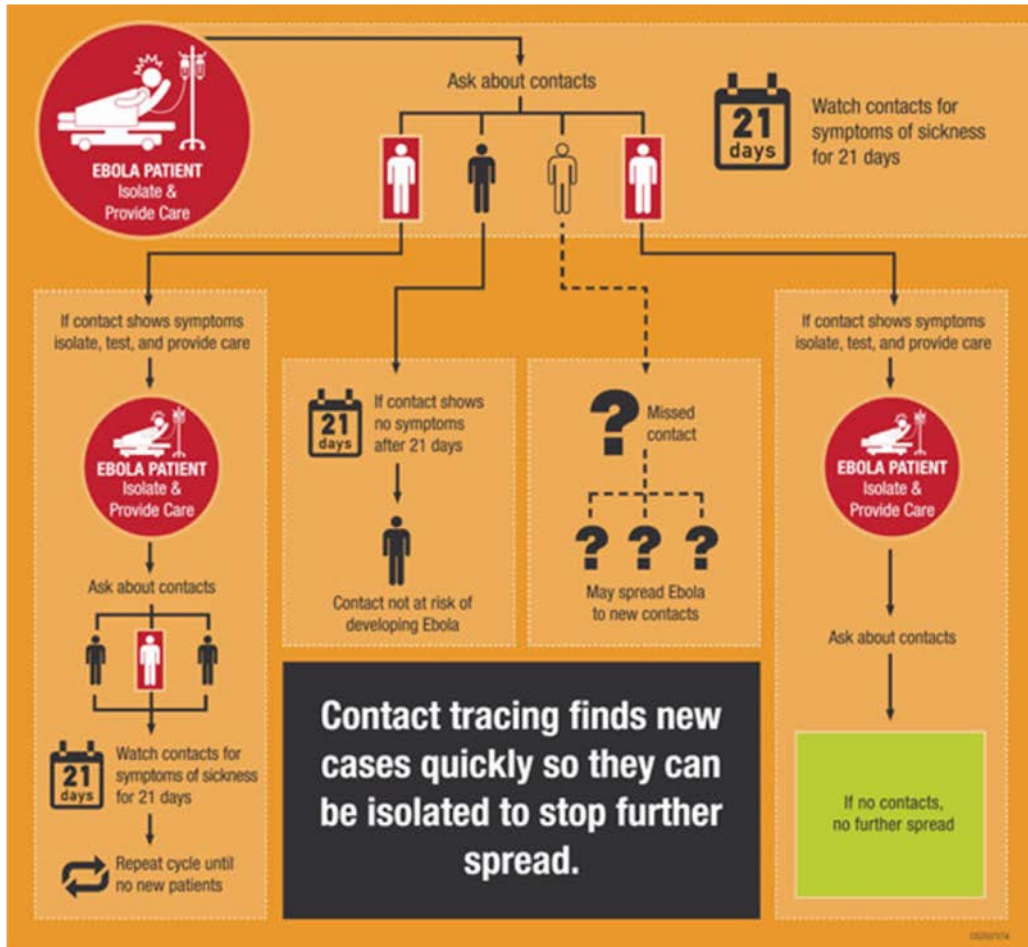 EBOLA PATIENT
Isolate &
Provide Care
Ask about contacts
21
days
Watch contacts for
symptoms of sickness
for 21 days
If contact shows symptoms
isolate, test, and provide care
EBOLA PATIENT
Isolate &
Provide Care
Ask about contacts
21
days
Watch contacts for
symptoms of sickness
for 21 days
Repeat cycle until
no new patients
21
days
If contact shows
no symptoms
after 21 days
Contact not at risk of
developing Ebola
?
Missed
contact
? ? ?
May spread Ebola
to new contacts
If contact shows symptoms
isolate, test, and provide care
EBOLA PATIENT
Isolate &
Provide Care
Ask about contacts
If no contacts,
no further spread
Contact tracing finds new
cases quickly so they can
be isolated to stop further
spread.